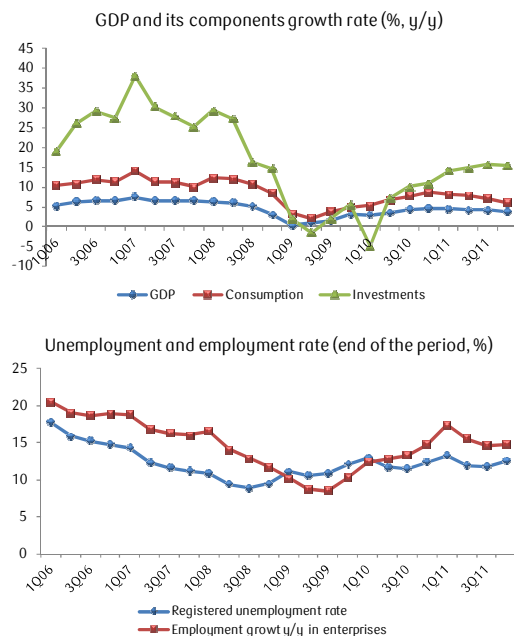 GDP and its components growth rate (%, y/y)
45
40
35
30
25
20
15
10
5
0
-5
-10
1Q06 3Q06 1Q07 3Q07 1Q08 3Q08 1Q09 3Q09 1Q10 3Q10 1Q11 3Q11
GDP Consumption Investments
Unemployment and employment rate (end of the period, %)
25
20
15
10
5
0
1Q06 3Q06 1Q07 3Q07 1Q08 3Q08 1Q09 3Q09 1Q10 3Q10 1Q11 3Q11
Registered unemployment rate
Employment growt y/y in enterprises